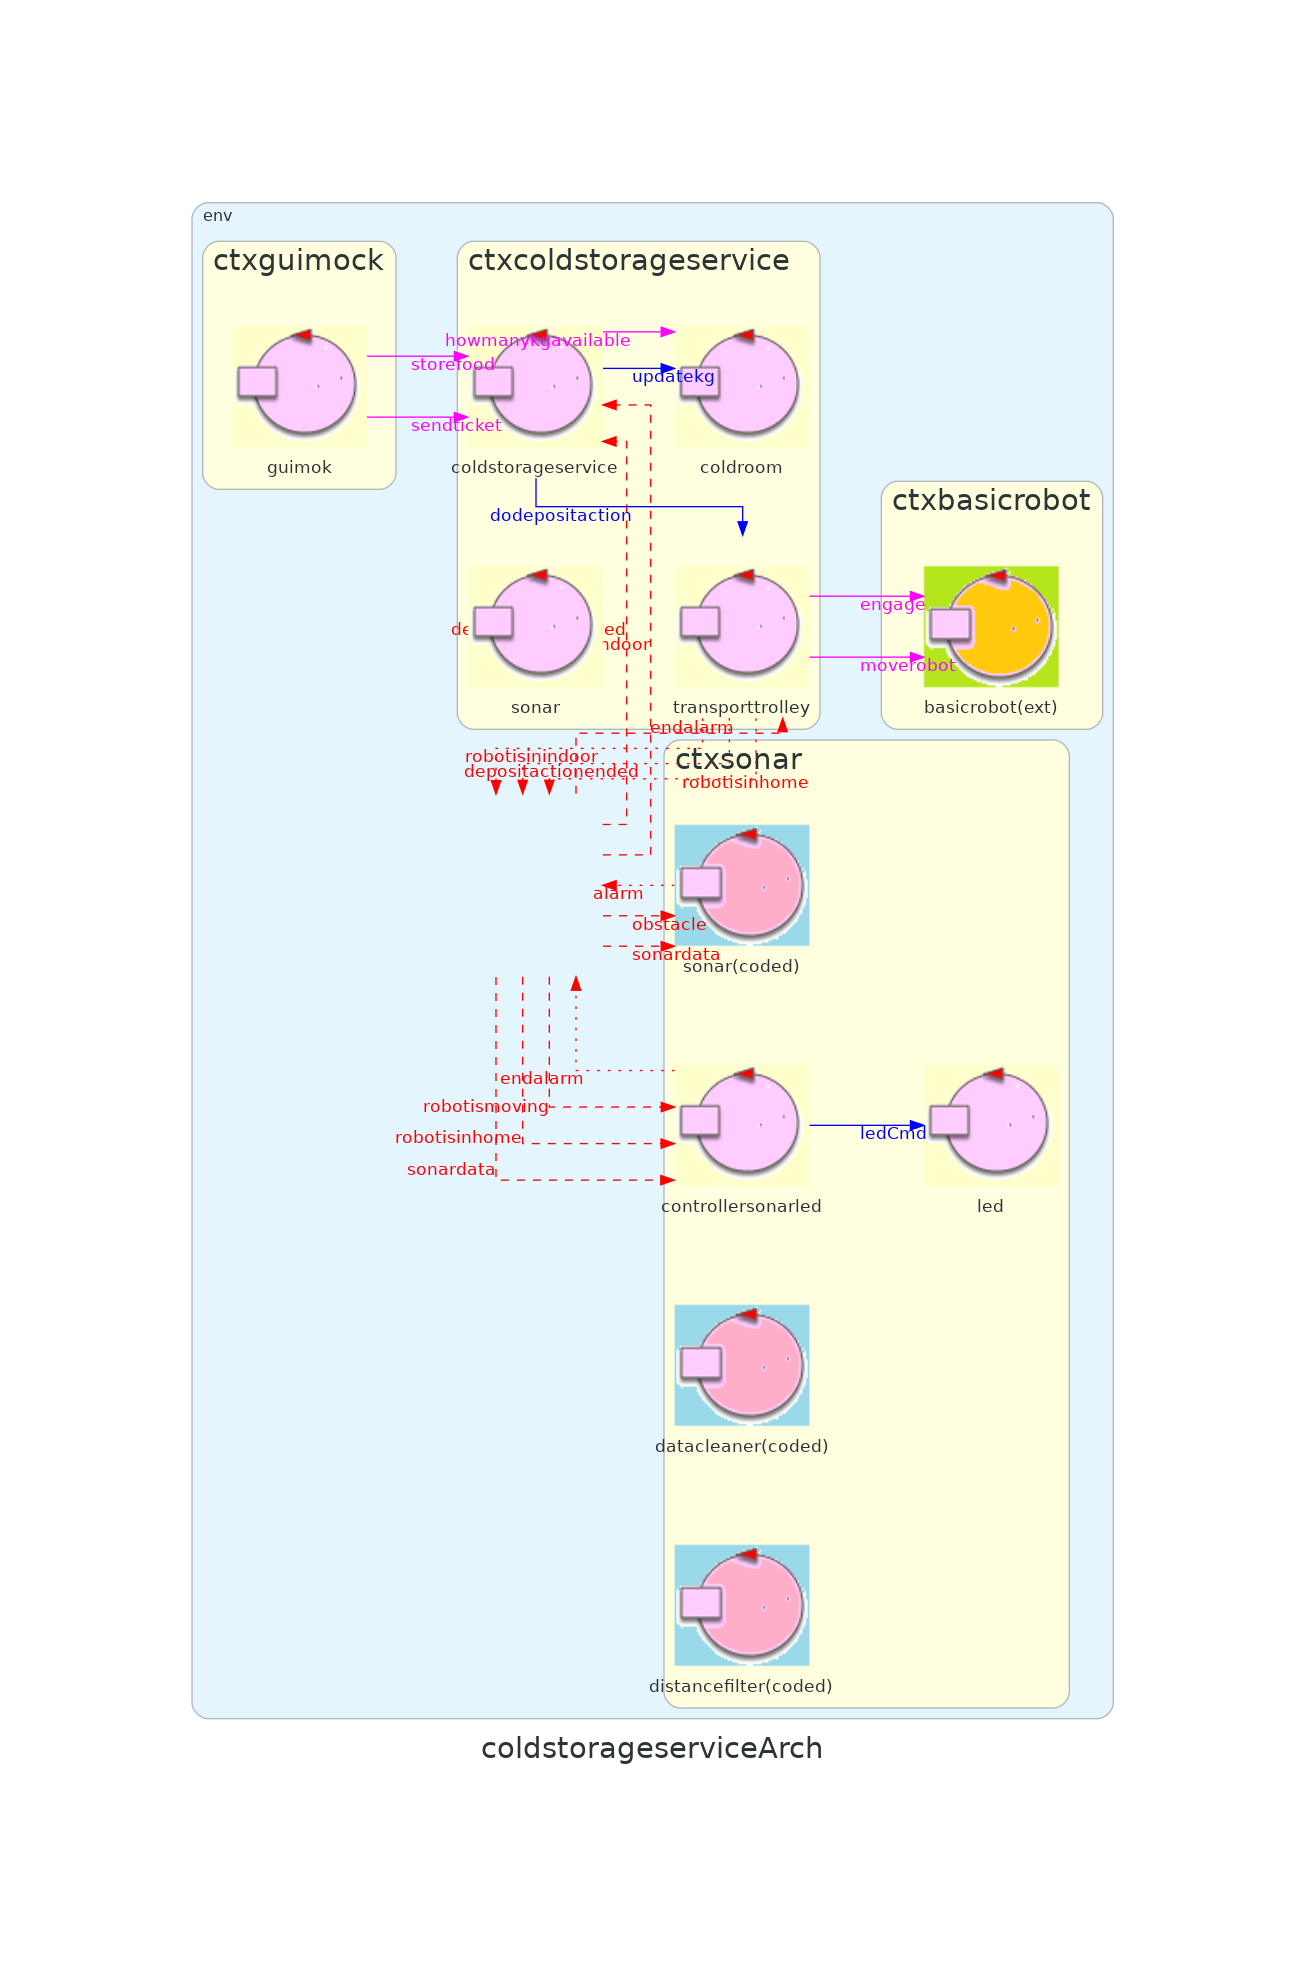 env
ctxguimock
ctxcoldstorageservice
howmanykgavailable
storefood
updatekg
sendticket
guimok
coldstorageservice
coldroom
ctxbasicrobot
dodepositaction
engage
de
ed
ndoor
moverobot
sonar
transporttrolley
basicrobot(ext)
endalarm
robotisinindoor
ctxsonar
depositactionended
robotisinhome
alarm
obstacle
sonardata
sonar(coded)
endalarm
robotismoving
ledCmd
robotisinhome
sonardata
controllersonarled
led
datacleaner(coded)
distancefilter(coded)
coldstorageserviceArch